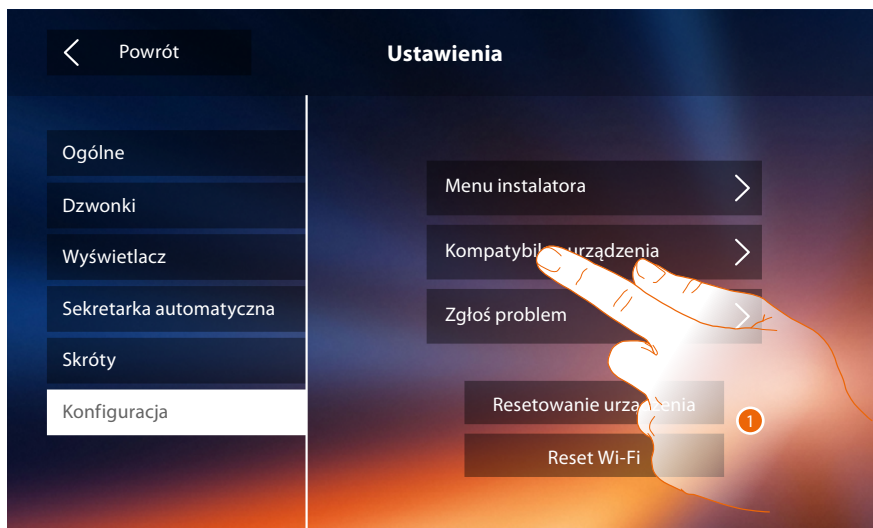 Powrót
Ustawienia
Ogólne
Dzwonki
Wyświetlacz
Sekretarka automatyczna
Skróty
Konfiguracja
Menu instalatora
urządzenia
Zgłoś problem
Resetowanie urządzenia
Reset Wi-Fi
1